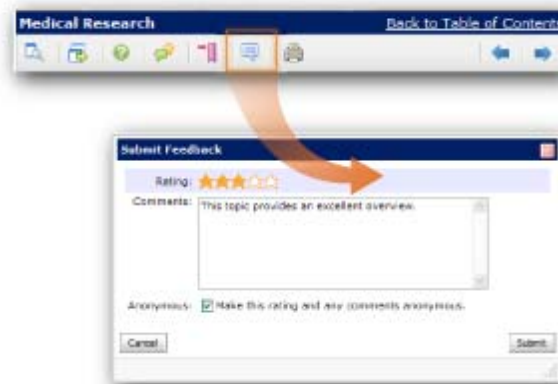 Medical Research Back to Table of Contents
Submit Feedback
Rating:
Comments: This topic provides an excellent overview.
Anonymous: Make this rating and any comments anonymous.
Cancel Submit